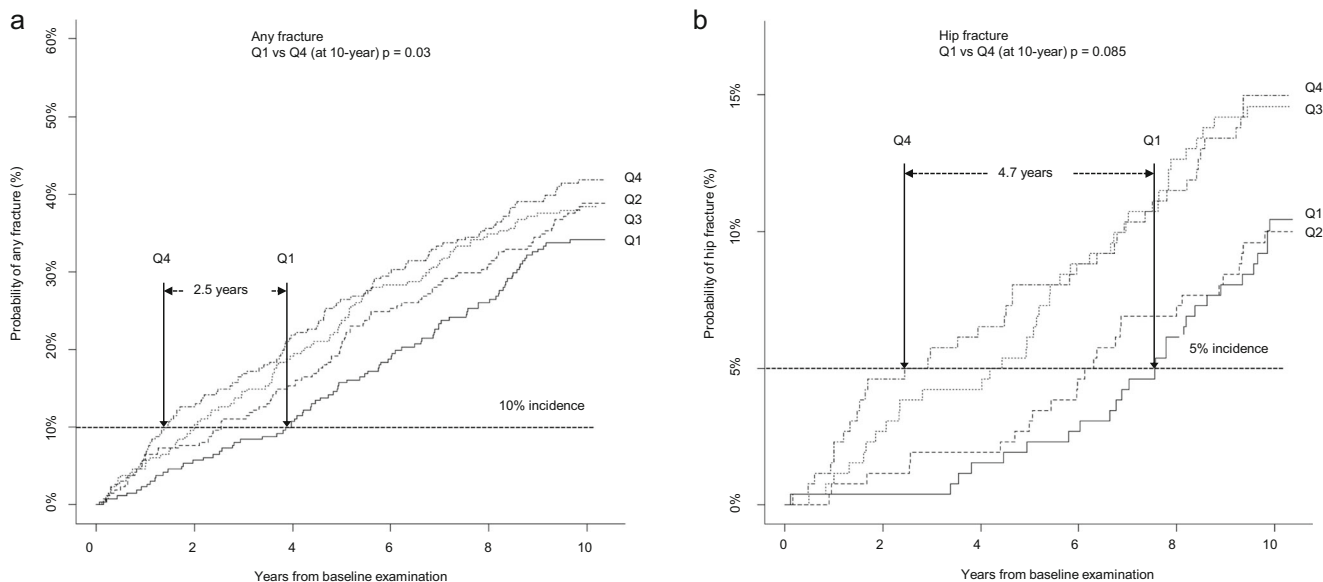 a
Any fracture
Q1 vs Q4 (at 10-year) p = 0.03
Probability of any fracture (%)
60%
50%
40%
30%
20%
10%
0%
Q4
Q1
2.5 years
10% incidence
Q4
Q2
Q3
Q1
0 2 4 6 8 10
Years from baseline examination
b
Hip fracture
Q1 vs Q4 (at 10-year) p = 0.085
Probability of hip fracture (%)
15%
10%
5%
0%
Q4
Q1
4.7 years
5% incidence
Q4
Q3
Q1
Q2
0 2 4 6 8 10
Years from baseline examination